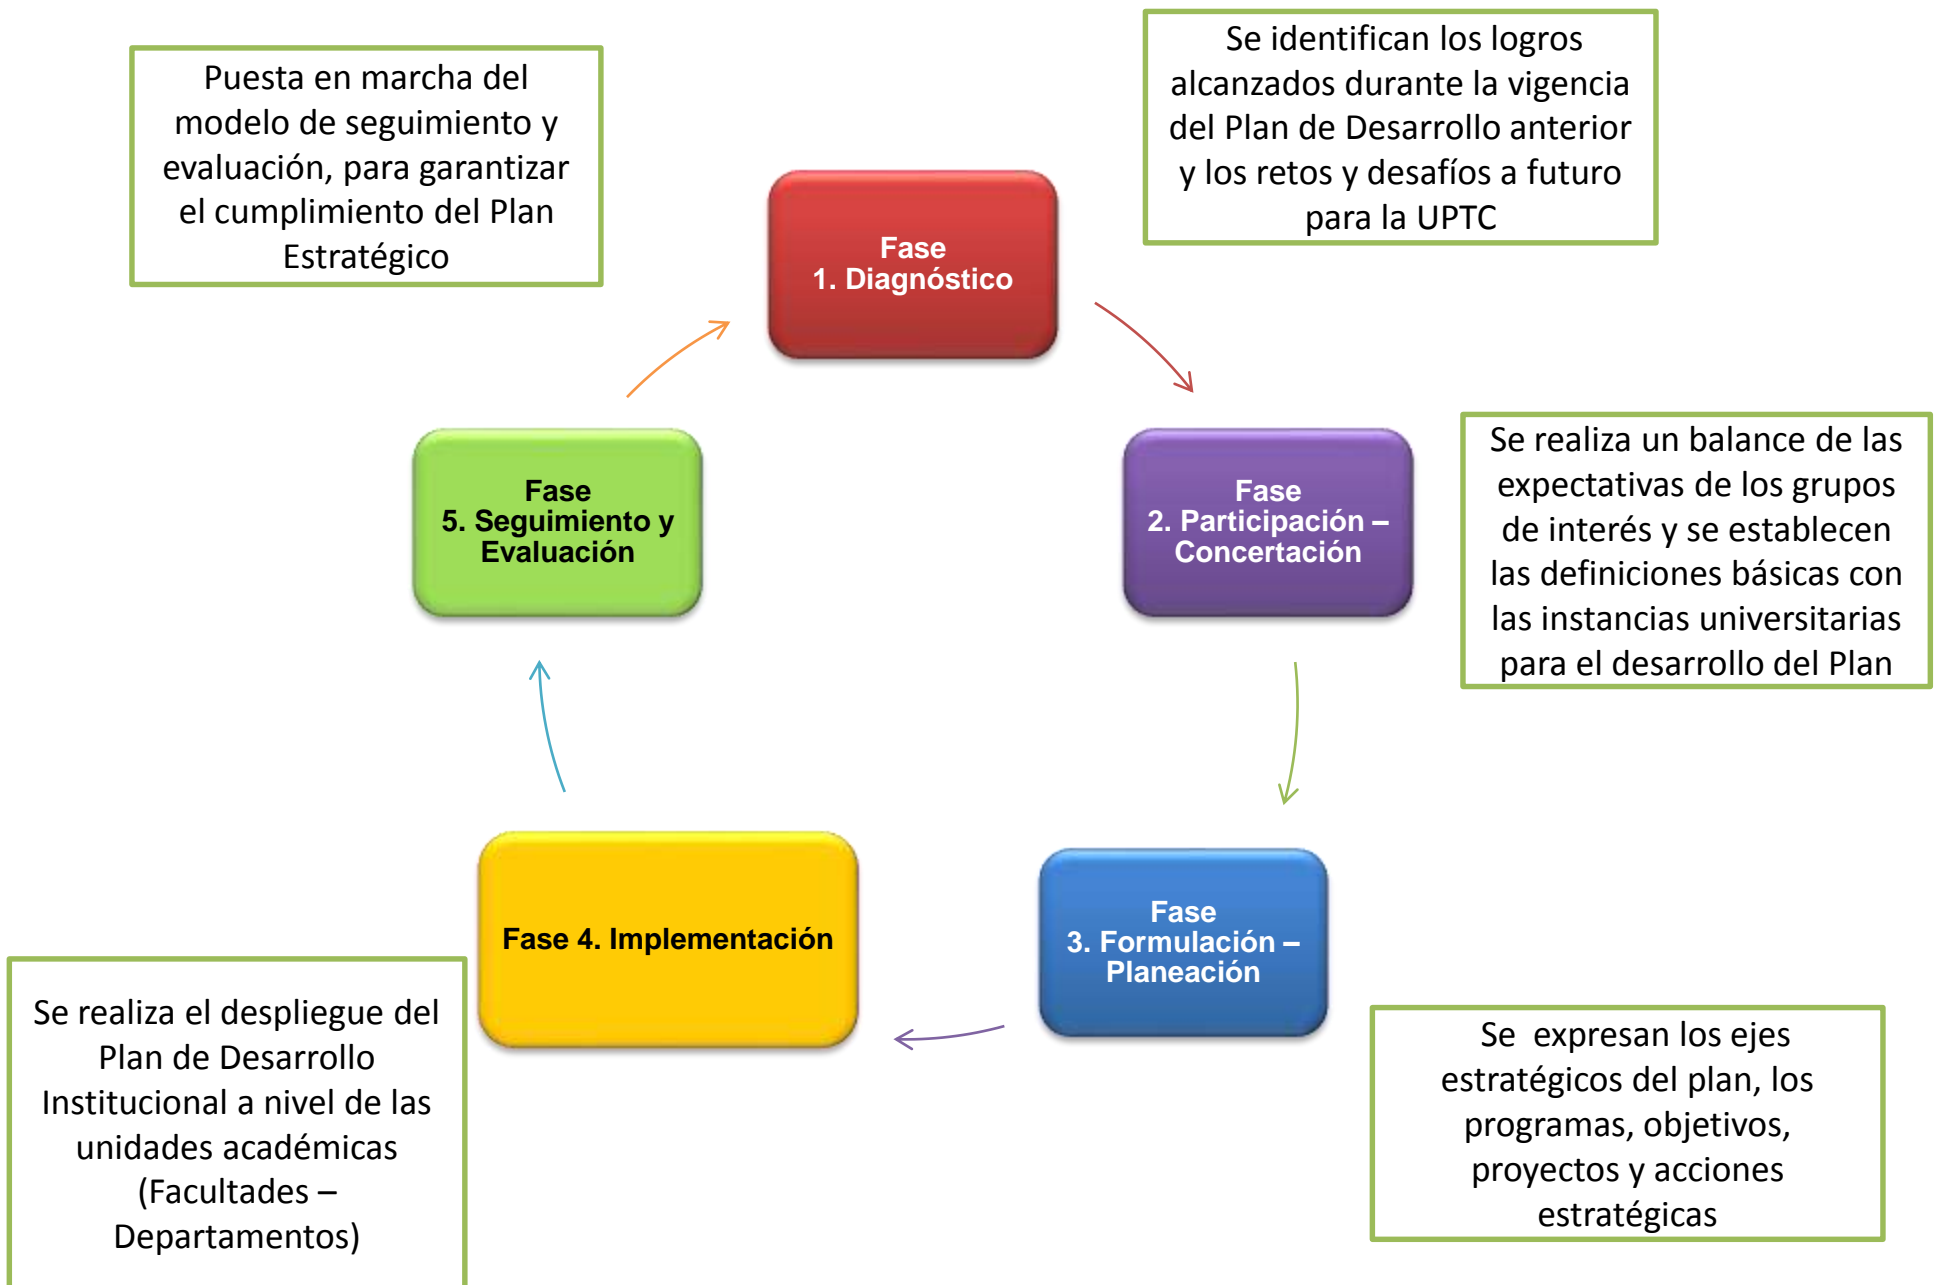 Puesta en marcha del
modelo de seguimiento y
evaluación, para garantizar
el cumplimiento del Plan
Estratégico
Se identifican los logros
alcanzados durante la vigencia
del Plan de Desarrollo anterior
y los retos y desafíos a futuro
para la UPTC
Fase
1. Diagnóstico
Fase
5. Seguimiento y
Evaluación
Fase
2. Participación –
Concertación
Se realiza un balance de las
expectativas de los grupos
de interés y se establecen
las definiciones básicas con
las instancias universitarias
para el desarrollo del Plan
Fase 4. Implementación
Fase
3. Formulación –
Planeación
Se realiza el despliegue del
Plan de Desarrollo
Institucional a nivel de las
unidades académicas
(Facultades –
Departamentos)
Se expresan los ejes
estratégicos del plan, los
programas, objetivos,
proyectos y acciones
estratégicas